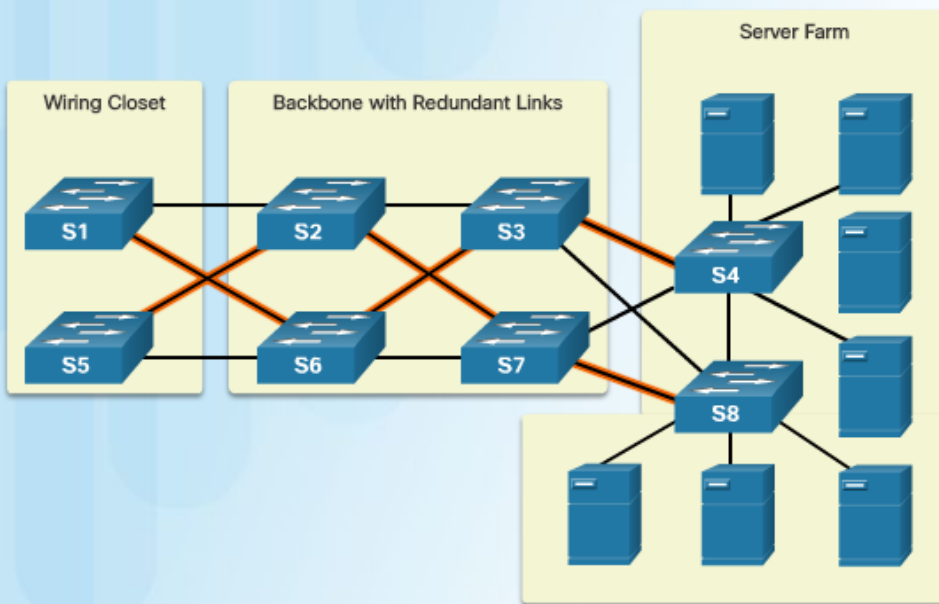 Server Farm
Wiring Closet
Backbone with Redundant Links
S1
S2
S3
S4
S5
S6
S7
S8